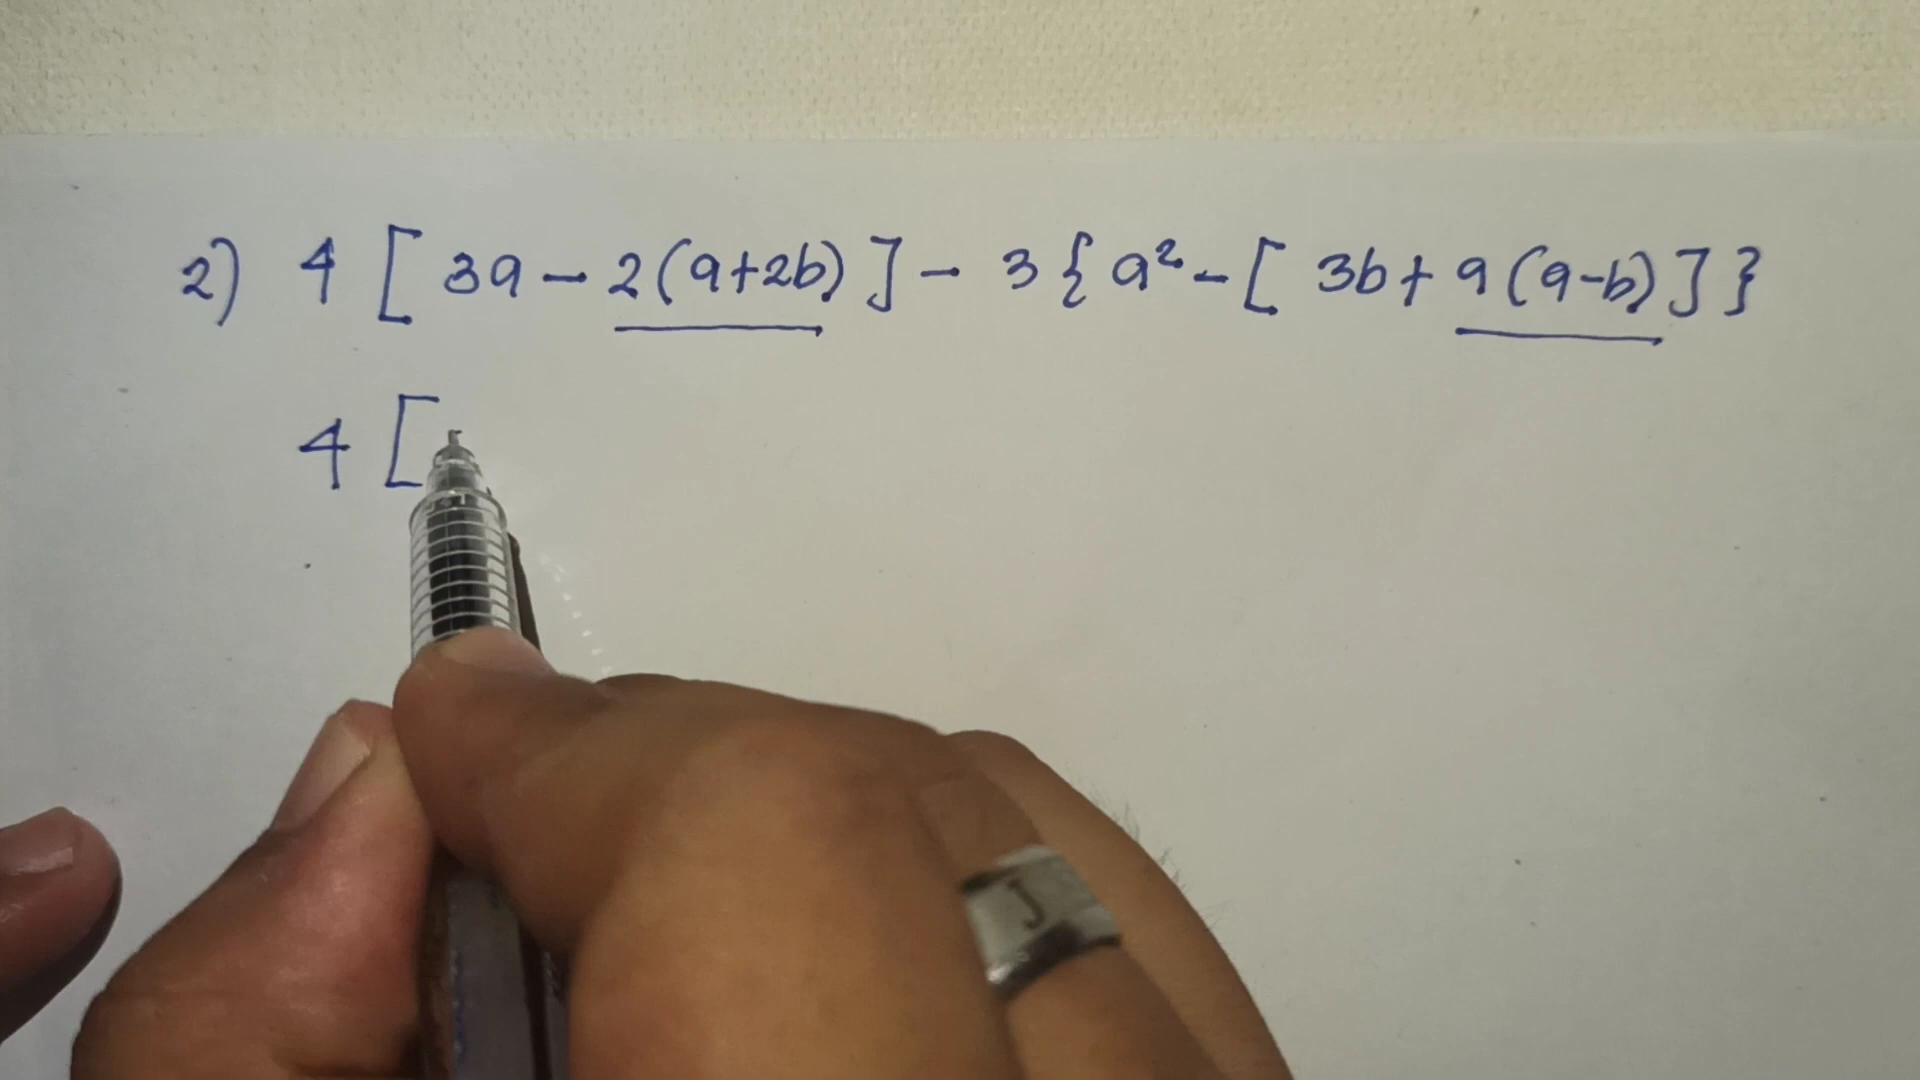 2) 4 [ 3a - 2(a+2b) ] - 3 { a² - [ 3b + a (a-b) ] }
4 [
J